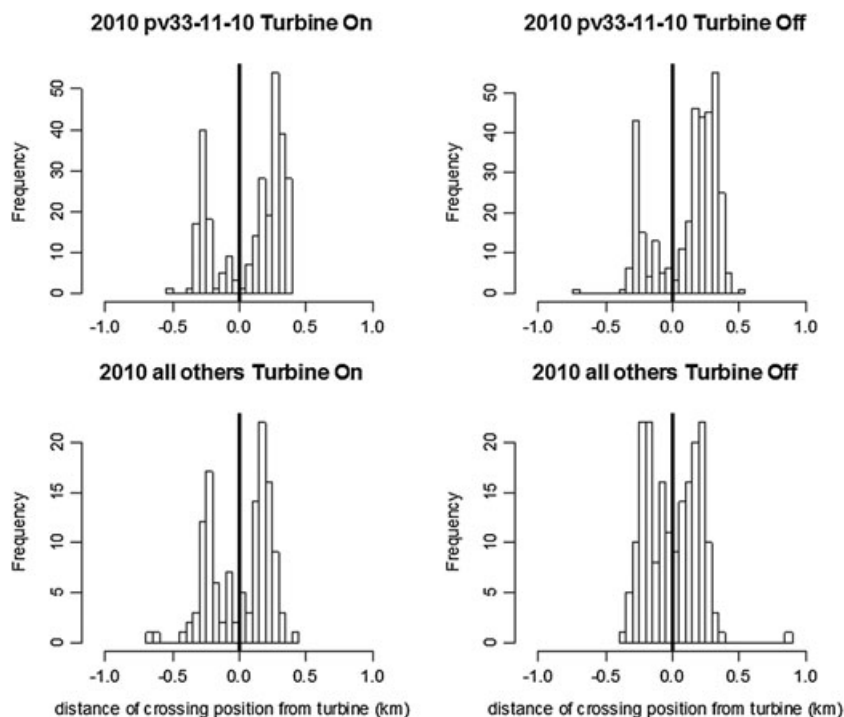 2010 pv33-11-10 Turbine On
Frequency
50
40
30
20
10
0
-1.0 -0.5 0.0 0.5 1.0
2010 pv33-11-10 Turbine Off
Frequency
50
40
30
20
10
0
-1.0 -0.5 0.0 0.5 1.0
2010 all others Turbine On
Frequency
20
15
10
5
0
-1.0 -0.5 0.0 0.5 1.0
distance of crossing position from turbine (km)
2010 all others Turbine Off
Frequency
20
15
10
5
0
-1.0 -0.5 0.0 0.5 1.0
distance of crossing position from turbine (km)